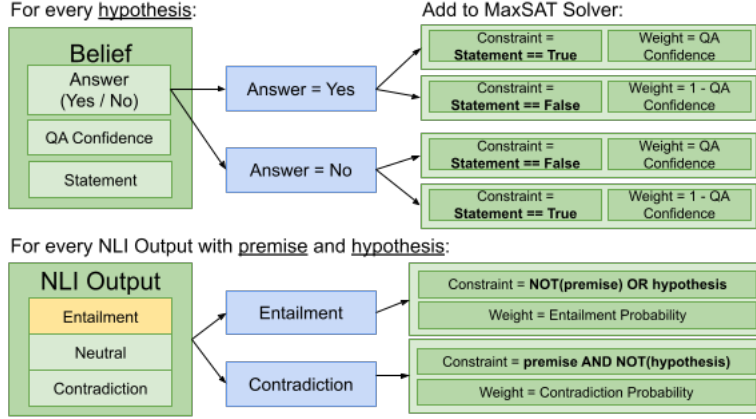 For every hypothesis:
Add to MaxSAT Solver:
Belief
Answer
(Yes / No)
QA Confidence
Statement
Answer = Yes
Answer = No
Constraint =
Statement == True
Weight = QA
Confidence
Constraint =
Statement == False
Weight = 1 - QA
Confidence
Constraint =
Statement == False
Weight = QA
Confidence
Constraint =
Statement == True
Weight = 1 - QA
Confidence
For every NLI Output with premise and hypothesis:
NLI Output
Entailment
Neutral
Contradiction
Entailment
Contradiction
Constraint = NOT(premise) OR hypothesis
Weight = Entailment Probability
Constraint = premise AND NOT(hypothesis)
Weight = Contradiction Probability